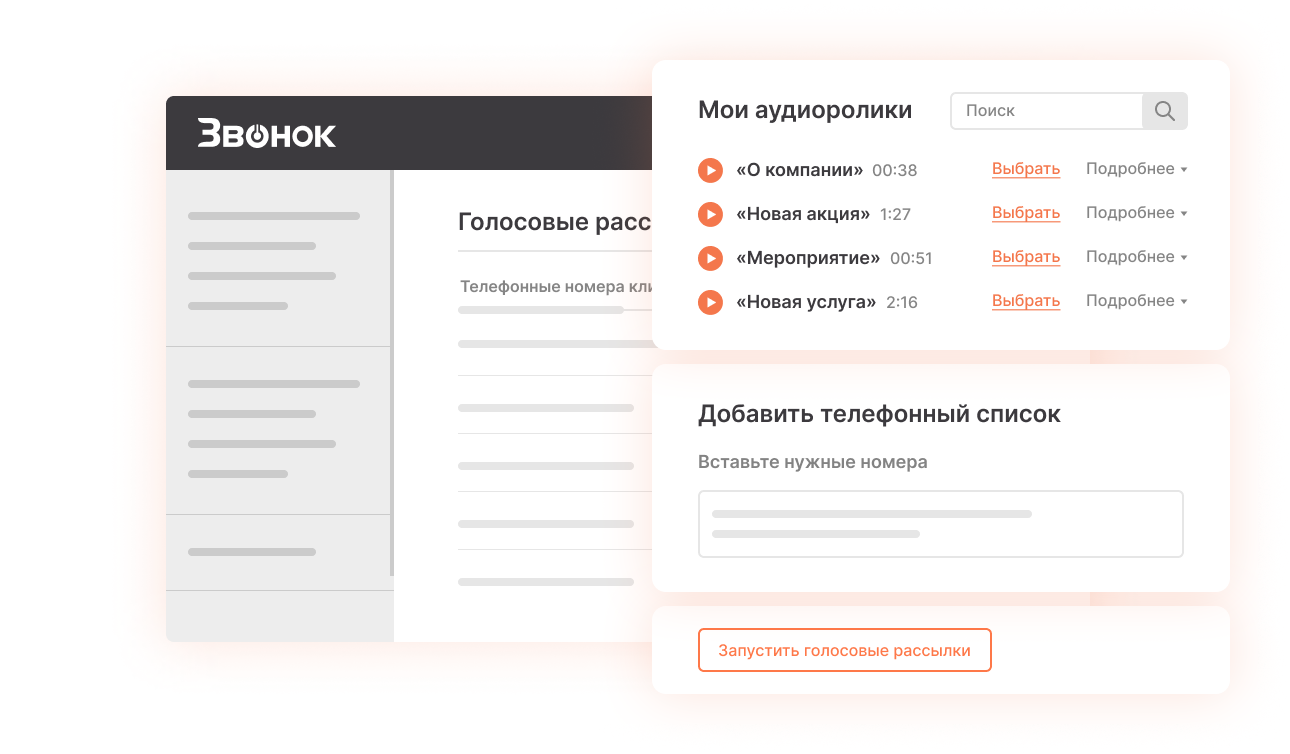 Звонок
Голосовые расс
Телефонные номера кли
Мои аудиоролики
Поиск
«О компании» 00:38 Выбрать Подробнее
«Новая акция» 1:27 Выбрать Подробнее
«Мероприятие» 00:51 Выбрать Подробнее
«Новая услуга» 2:16 Выбрать Подробнее
Добавить телефонный список
Вставьте нужные номера
Запустить голосовые рассылки